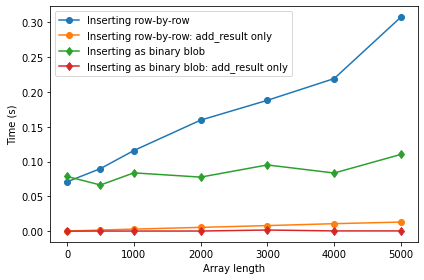 Inserting row-by-row
Inserting row-by-row: add_result only
Inserting as binary blob
Inserting as binary blob: add_result only
Time (s)
0.30
0.25
0.20
0.15
0.10
0.05
0.00
0 1000 2000 3000 4000 5000
Array length